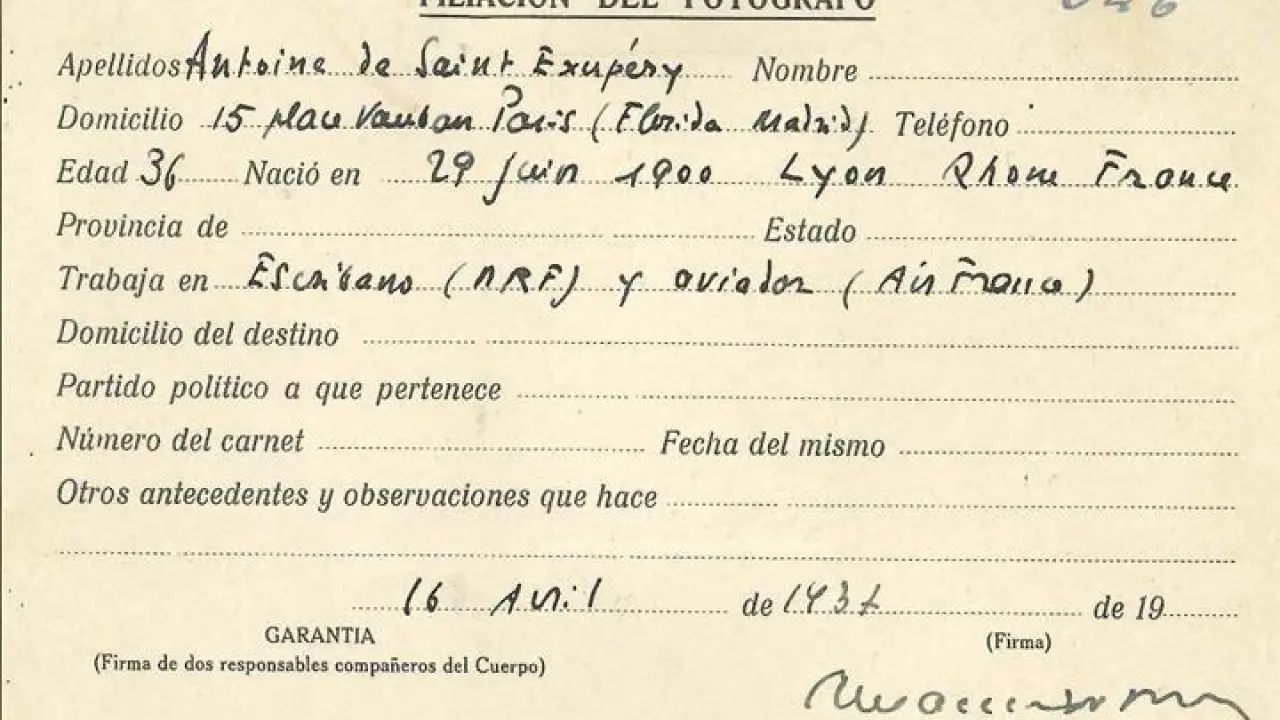 FILIACIÓN DEL FOTÓGRAFO
Apellidos Antoine de Saint Exupéry Nombre
Domicilio 15 place Vauban Paris (Florida Madrid) Teléfono
Edad 36 Nació en 29 juin 1900 Lyon Rhone France
Provincia de Estado
Trabaja en Escribano (NRF) y aviador (Air France)
Domicilio del destino
Partido político a que pertenece
Número del carnet Fecha del mismo
Otros antecedentes y observaciones que hace
16 Avril de 1937 de 19
GARANTIA (Firma)
(Firma de dos responsables compañeros del Cuerpo)